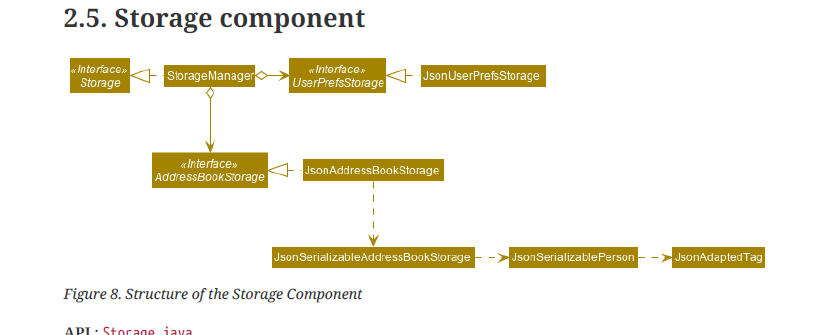 2.5. Storage component
«Interface»
Storage
StorageManager
«Interface»
UserPrefsStorage
JsonUserPrefsStorage
«Interface»
AddressBookStorage
JsonAddressBookStorage
JsonSerializableAddressBookStorage
JsonSerializablePerson
JsonAdaptedTag
Figure 8. Structure of the Storage Component
API : Storage.java